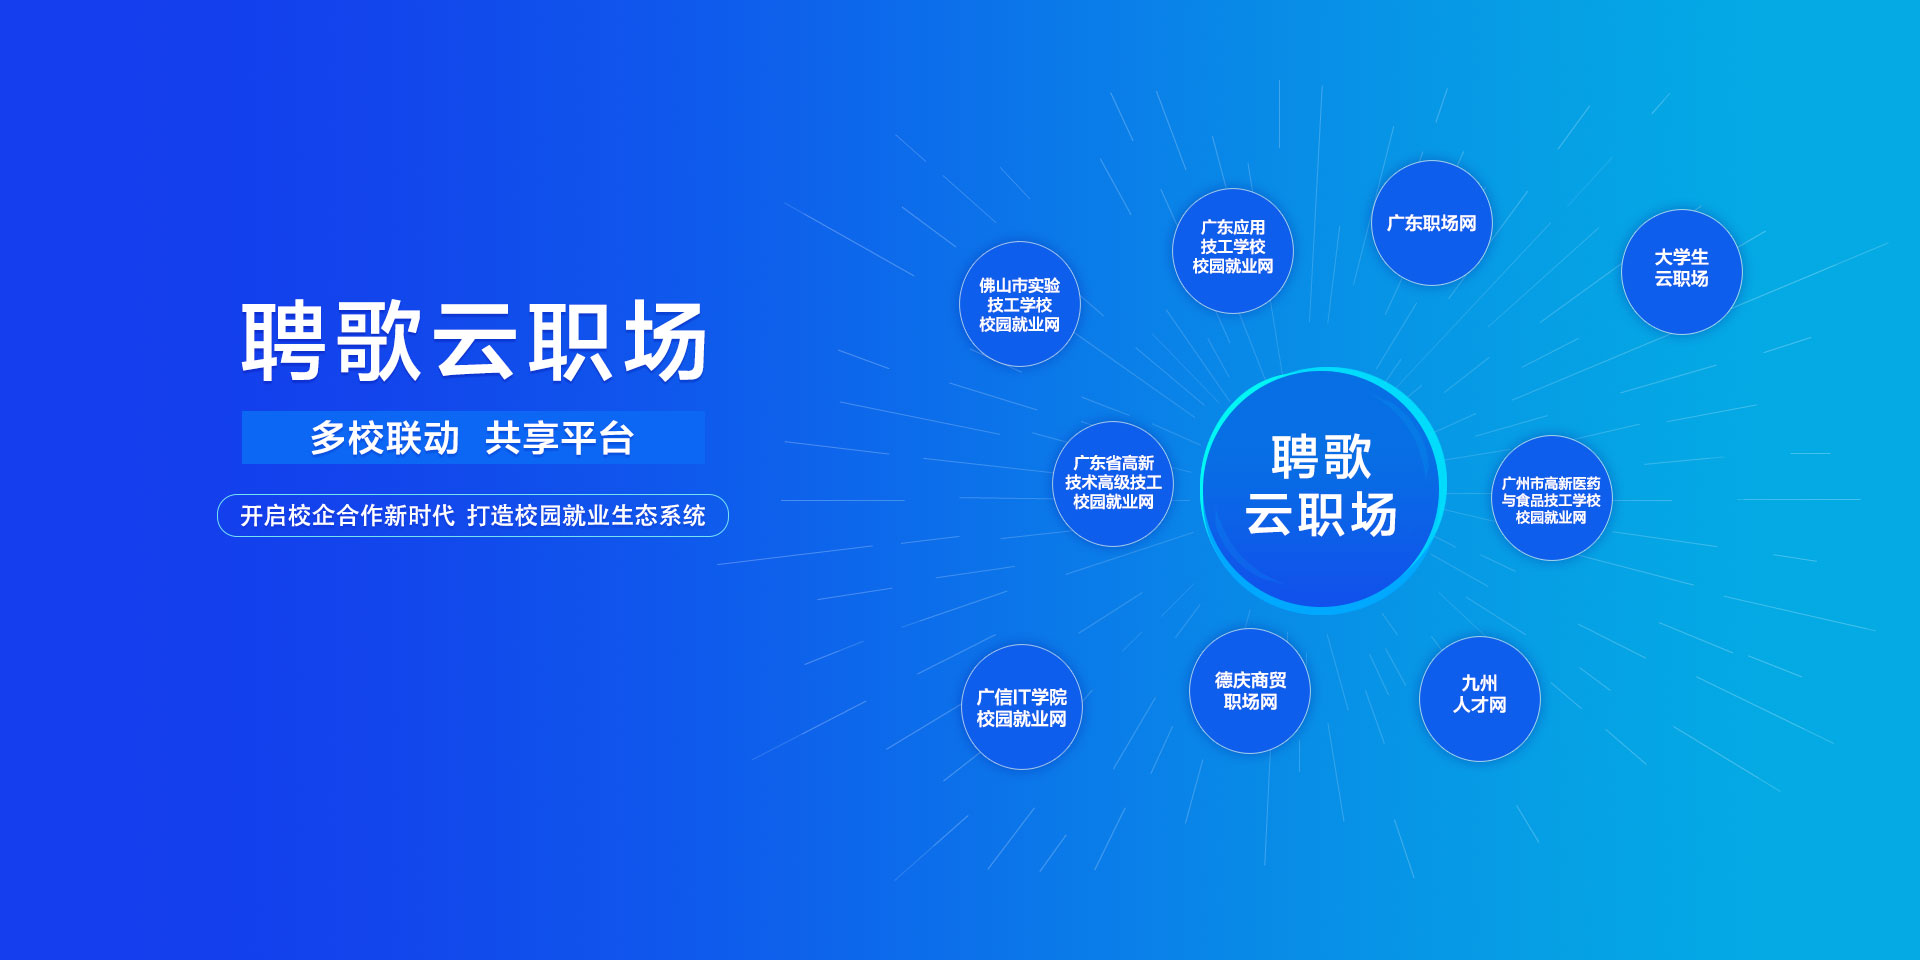 聘歌云职场
多校联动 共享平台
开启校企合作新时代 打造校园就业生态系统
佛山市实验
技工学校
校园就业网
广东应用
技工学校
校园就业网
广东职场网
大学生
云职场
广东省高新
技术高级技工
校园就业网
聘歌
云职场
广州市高新医药
与食品技工学校
校园就业网
广信IT学院
校园就业网
德庆商贸
职场网
九州
人才网